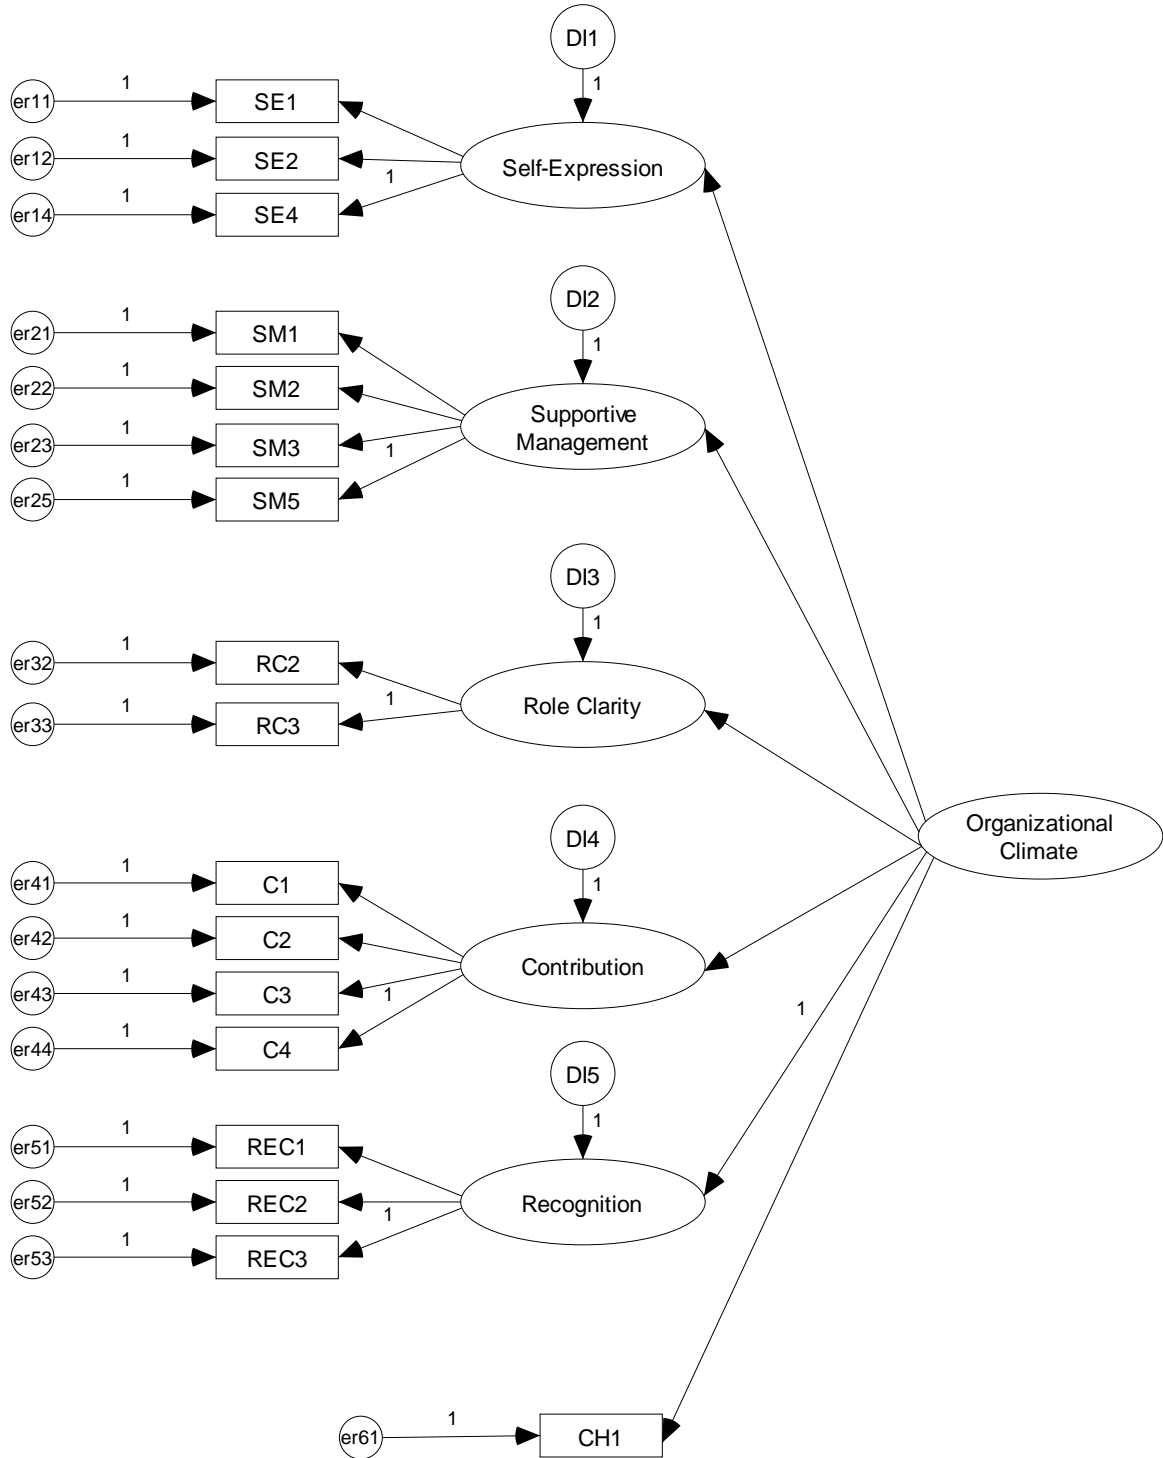 DI1
1
1
er11
SE1
1
er12
SE2
1
Self-Expression
1
er14
SE4
DI2
1
1
er21
SM1
1
er22
SM2
Supportive
Management
1
er23
SM3
1
1
er25
SM5
DI3
1
1
er32
RC2
1
Role Clarity
1
er33
RC3
Organizational
Climate
DI4
1
1
er41
C1
1
er42
C2
Contribution
1
er43
C3
1
1
1
er44
C4
DI5
1
1
er51
REC1
1
er52
REC2
Recognition
1
1
er53
REC3
1
er61
CH1